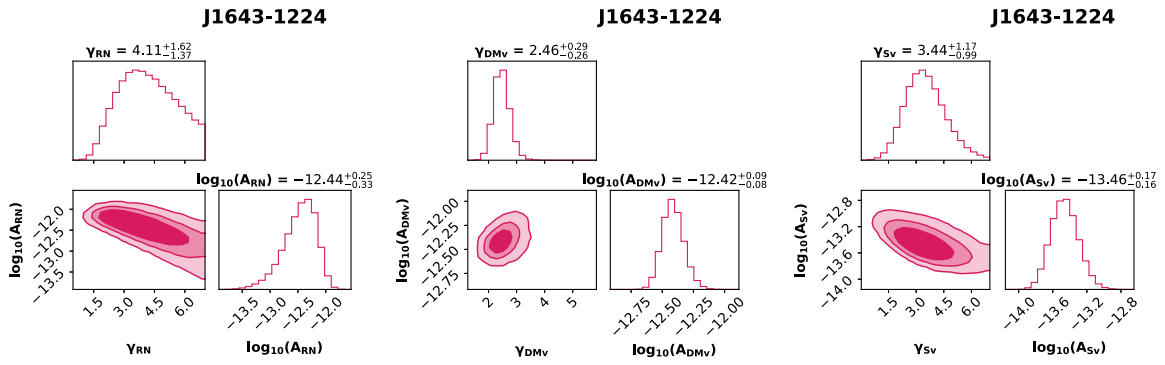 J1643-1224
γRN = 4.11+1.62 −1.37
log10(ARN) = −12.44+0.25 −0.33
log10(ARN)
−12.0
−12.5
−13.0
−13.5
1.5
3.0
4.5
6.0
γRN
−13.5
−13.0
−12.5
−12.0
log10(ARN)
J1643-1224
γDMv = 2.46+0.29 −0.26
log10(ADMv) = −12.42+0.09 −0.08
log10(ADMv)
−12.00
−12.25
−12.50
−12.75
2
3
4
5
γDMv
−12.75
−12.50
−12.25
−12.00
log10(ADMv)
J1643-1224
γSv = 3.44+1.17 −0.99
log10(ASv) = −13.46+0.17 −0.16
log10(ASv)
−12.8
−13.2
−13.6
−14.0
1.5
3.0
4.5
6.0
γSv
−14.0
−13.6
−13.2
−12.8
log10(ASv)